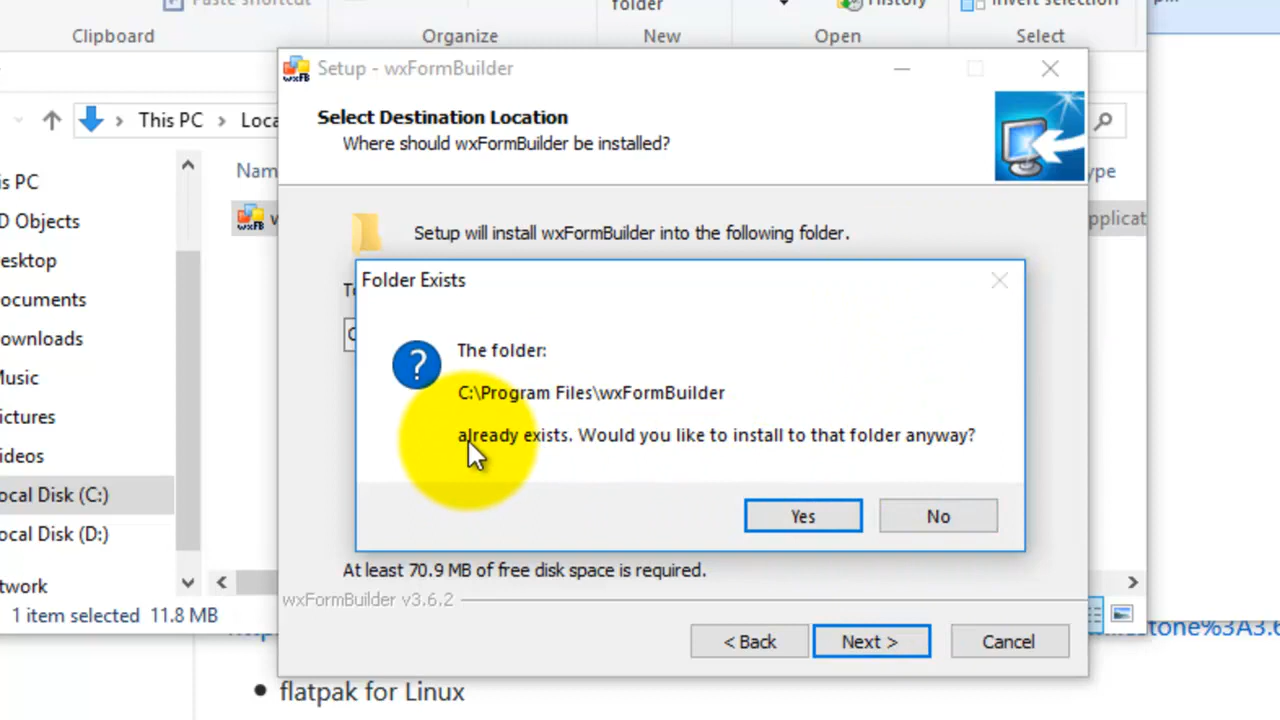 folder
History
Invert selection
Clipboard
Organize
New
Open
Select
Setup - wxFormBuilder
This PC
Select Destination Location
Where should wxFormBuilder be installed?
Setup will install wxFormBuilder into the following folder.
Folder Exists
The folder:
C:\Program Files\wxFormBuilder
already exists. Would you like to install to that folder anyway?
Yes
No
At least 70.9 MB of free disk space is required.
wxFormBuilder v3.6.2
< Back
Next >
Cancel
is PC
D Objects
esktop
ocuments
ownloads
Music
ictures
ideos
ocal Disk (C:)
ocal Disk (D:)
twork
1 item selected 11.8 MB
• flatpak for Linux